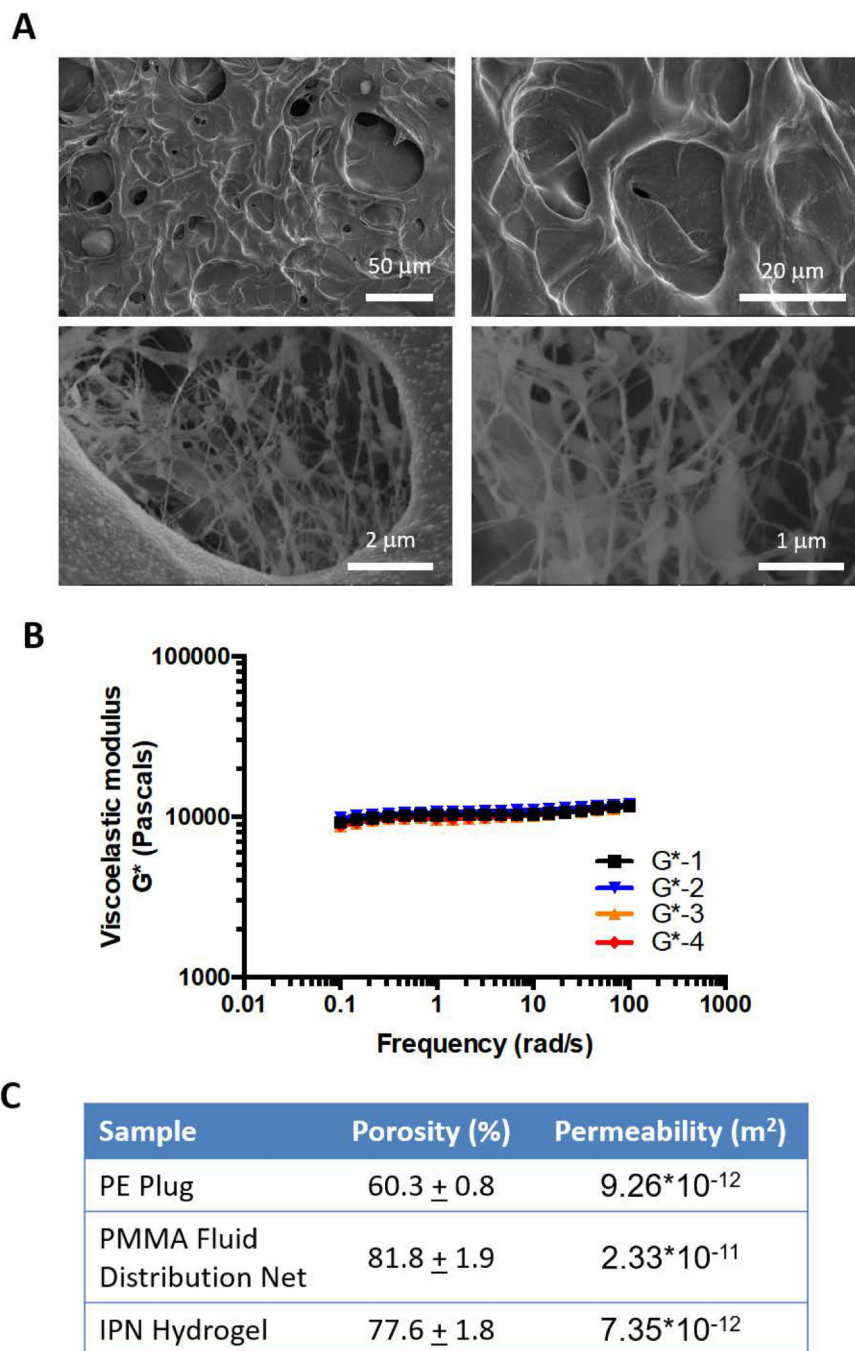 A
50 µm
20 µm
2 µm
1 µm
B
Viscoelastic modulus
G* (Pascals)
100000
10000
1000
0.01
0.1
1
10
100
1000
Frequency (rad/s)
G*-1
G*-2
G*-3
G*-4
C
Sample Porosity (%) Permeability (m²)
PE Plug 60.3 ± 0.8 9.26*10⁻¹²
PMMA Fluid
Distribution Net 81.8 ± 1.9 2.33*10⁻¹¹
IPN Hydrogel 77.6 ± 1.8 7.35*10⁻¹²